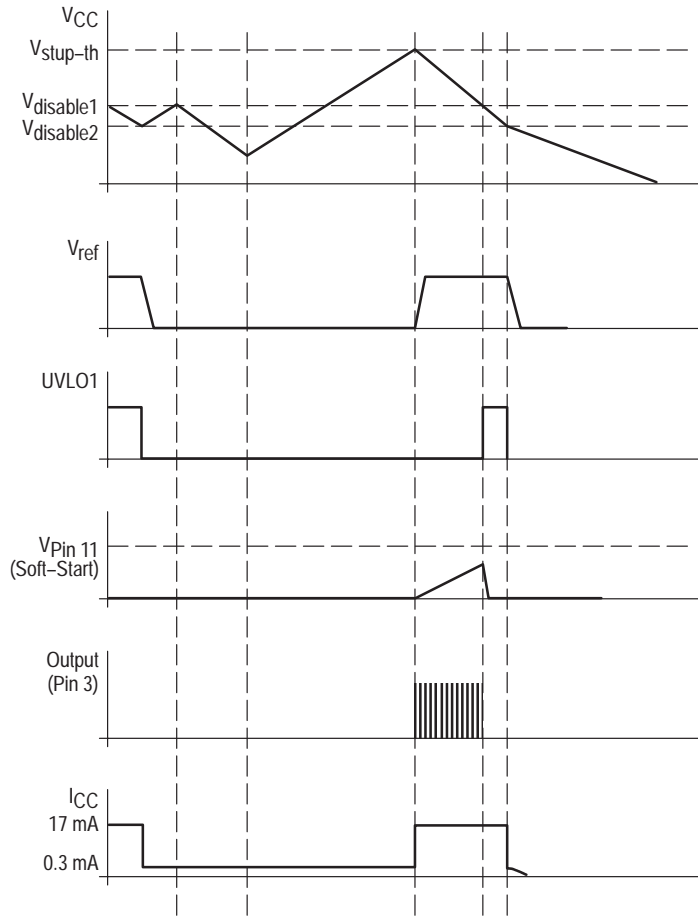 VCC
Vstup–th
Vdisable1
Vdisable2
Vref
UVLO1
VPin 11
(Soft–Start)
Output
(Pin 3)
ICC
17 mA
0.3 mA